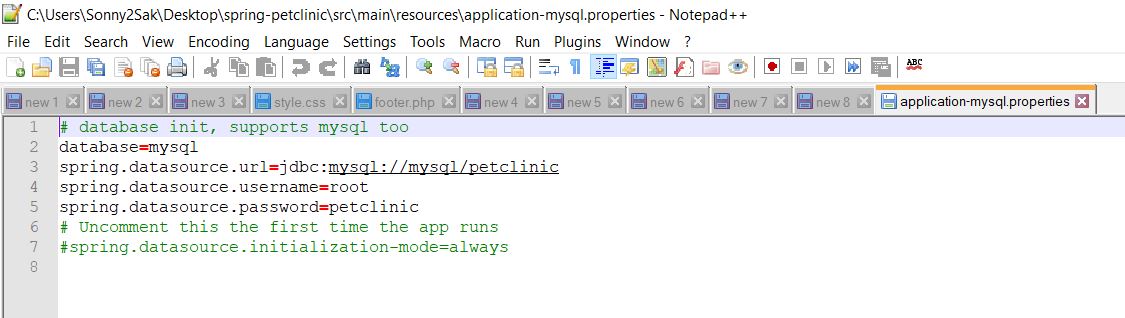 C:\Users\Sonny2Sak\Desktop\spring-petclinic\src\main\resources\application-mysql.properties - Notepad++
File Edit Search View Encoding Language Settings Tools Macro Run Plugins Window ?
ABC
new 1 new 2 new 3 style.css footer.php new 4 new 5 new 6 new 7 new 8 application-mysql.properties
1 # database init, supports mysql too
2 database=mysql
3 spring.datasource.url=jdbc:mysql://mysql/petclinic
4 spring.datasource.username=root
5 spring.datasource.password=petclinic
6 # Uncomment this the first time the app runs
7 #spring.datasource.initialization-mode=always
8